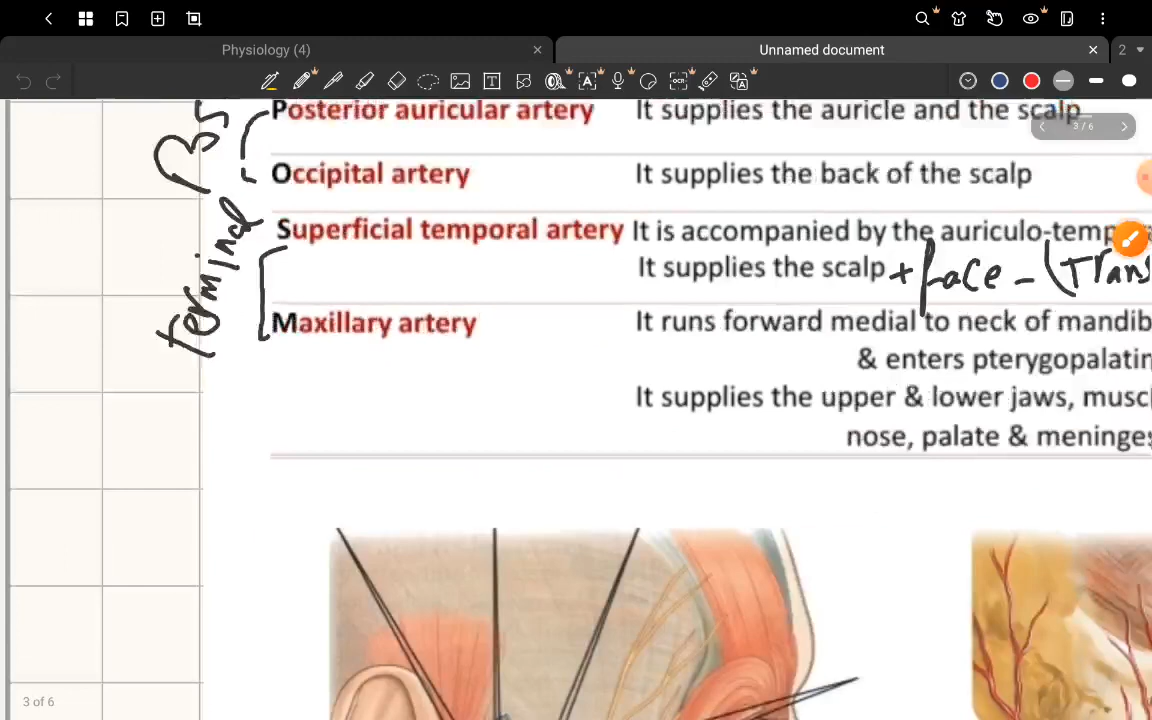 Physiology (4)
Unnamed document
2
3/6
Posterior auricular artery It supplies the auricle and the scalp
Occipital artery It supplies the back of the scalp
terminal
Superficial temporal artery It is accompanied by the auriculo-temp
It supplies the scalp + face - (Trans
Maxillary artery It runs forward medial to neck of mandib
& enters pterygopalatin
It supplies the upper & lower jaws, musc
nose, palate & meninges
3 of 6